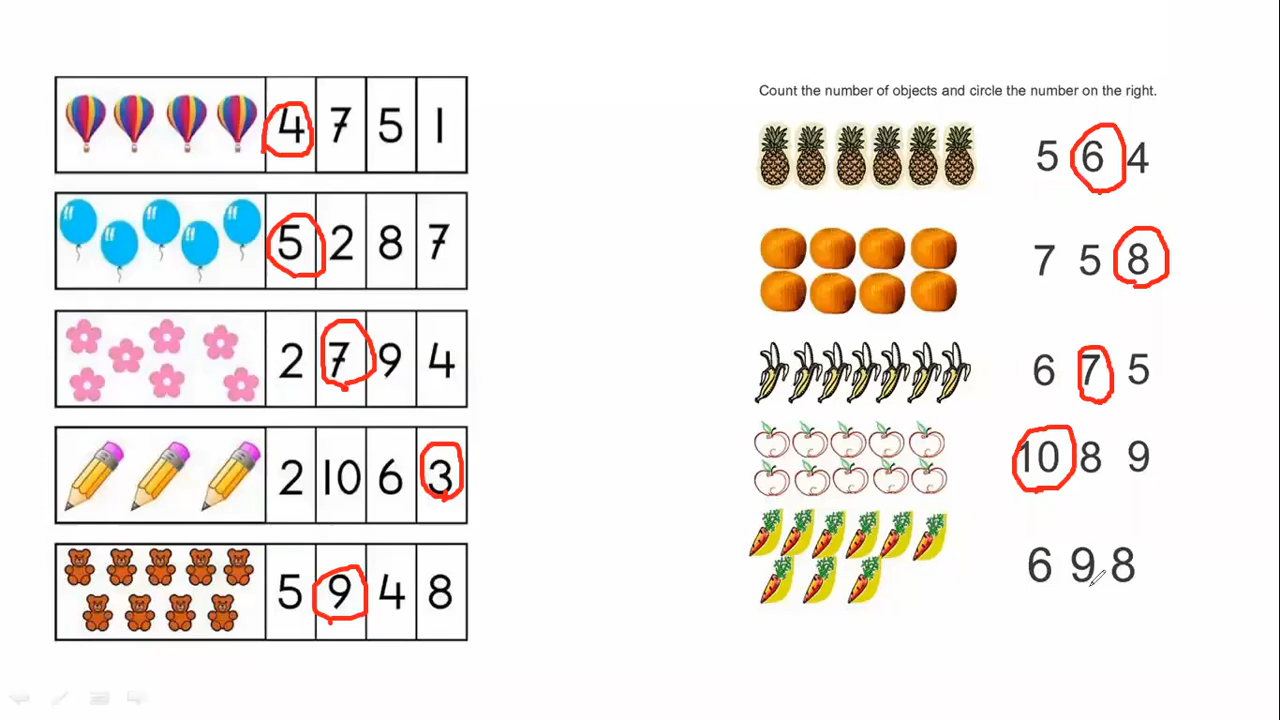 4 7 5 1
5 2 8 7
2 7 9 4
2 10 6 3
5 9 4 8
Count the number of objects and circle the number on the right.
5 6 4
7 5 8
6 7 5
10 8 9
6 9 8